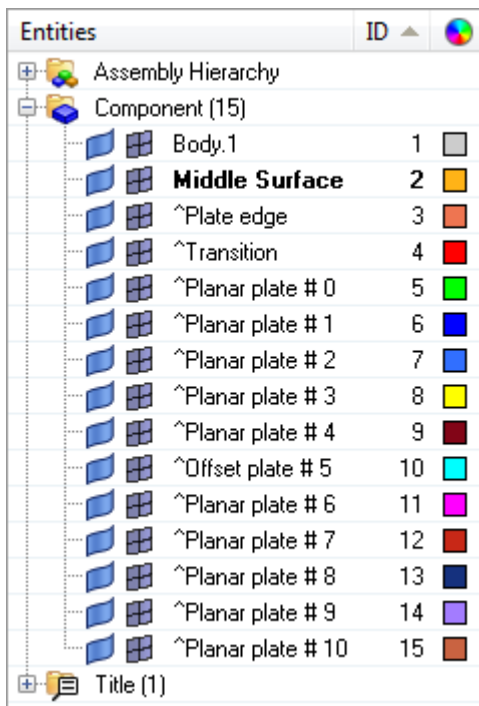 Entities ID
Assembly Hierarchy
Component (15)
Body.1 1
Middle Surface 2
^Plate edge 3
^Transition 4
^Planar plate # 0 5
^Planar plate # 1 6
^Planar plate # 2 7
^Planar plate # 3 8
^Planar plate # 4 9
^Offset plate # 5 10
^Planar plate # 6 11
^Planar plate # 7 12
^Planar plate # 8 13
^Planar plate # 9 14
^Planar plate # 10 15
Title (1)